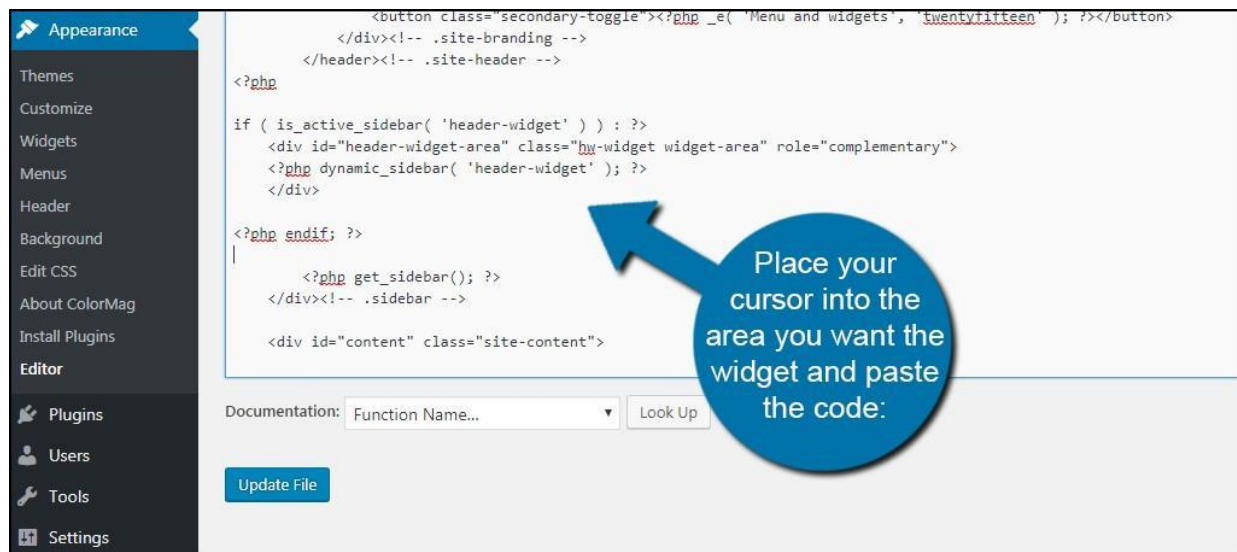 Appearance
Themes
Customize
Widgets
Menus
Header
Background
Edit CSS
About ColorMag
Install Plugins
Editor
Plugins
Users
Tools
Settings
<button class="secondary-toggle"><?php _e( 'Menu and widgets', 'twentyfifteen' ); ?></button>
</div><!-- .site-branding -->
</header><!-- .site-header -->
<?php
if ( is_active_sidebar( 'header-widget' ) ) : ?>
<div id="header-widget-area" class="hw-widget widget-area" role="complementary">
<?php dynamic_sidebar( 'header-widget' ); ?>
</div>
<?php endif; ?>
<?php get_sidebar(); ?>
</div><!-- .sidebar -->
<div id="content" class="site-content">
Place your
cursor into the
area you want the
widget and paste
the code:
Documentation: Function Name... Look Up
Update File